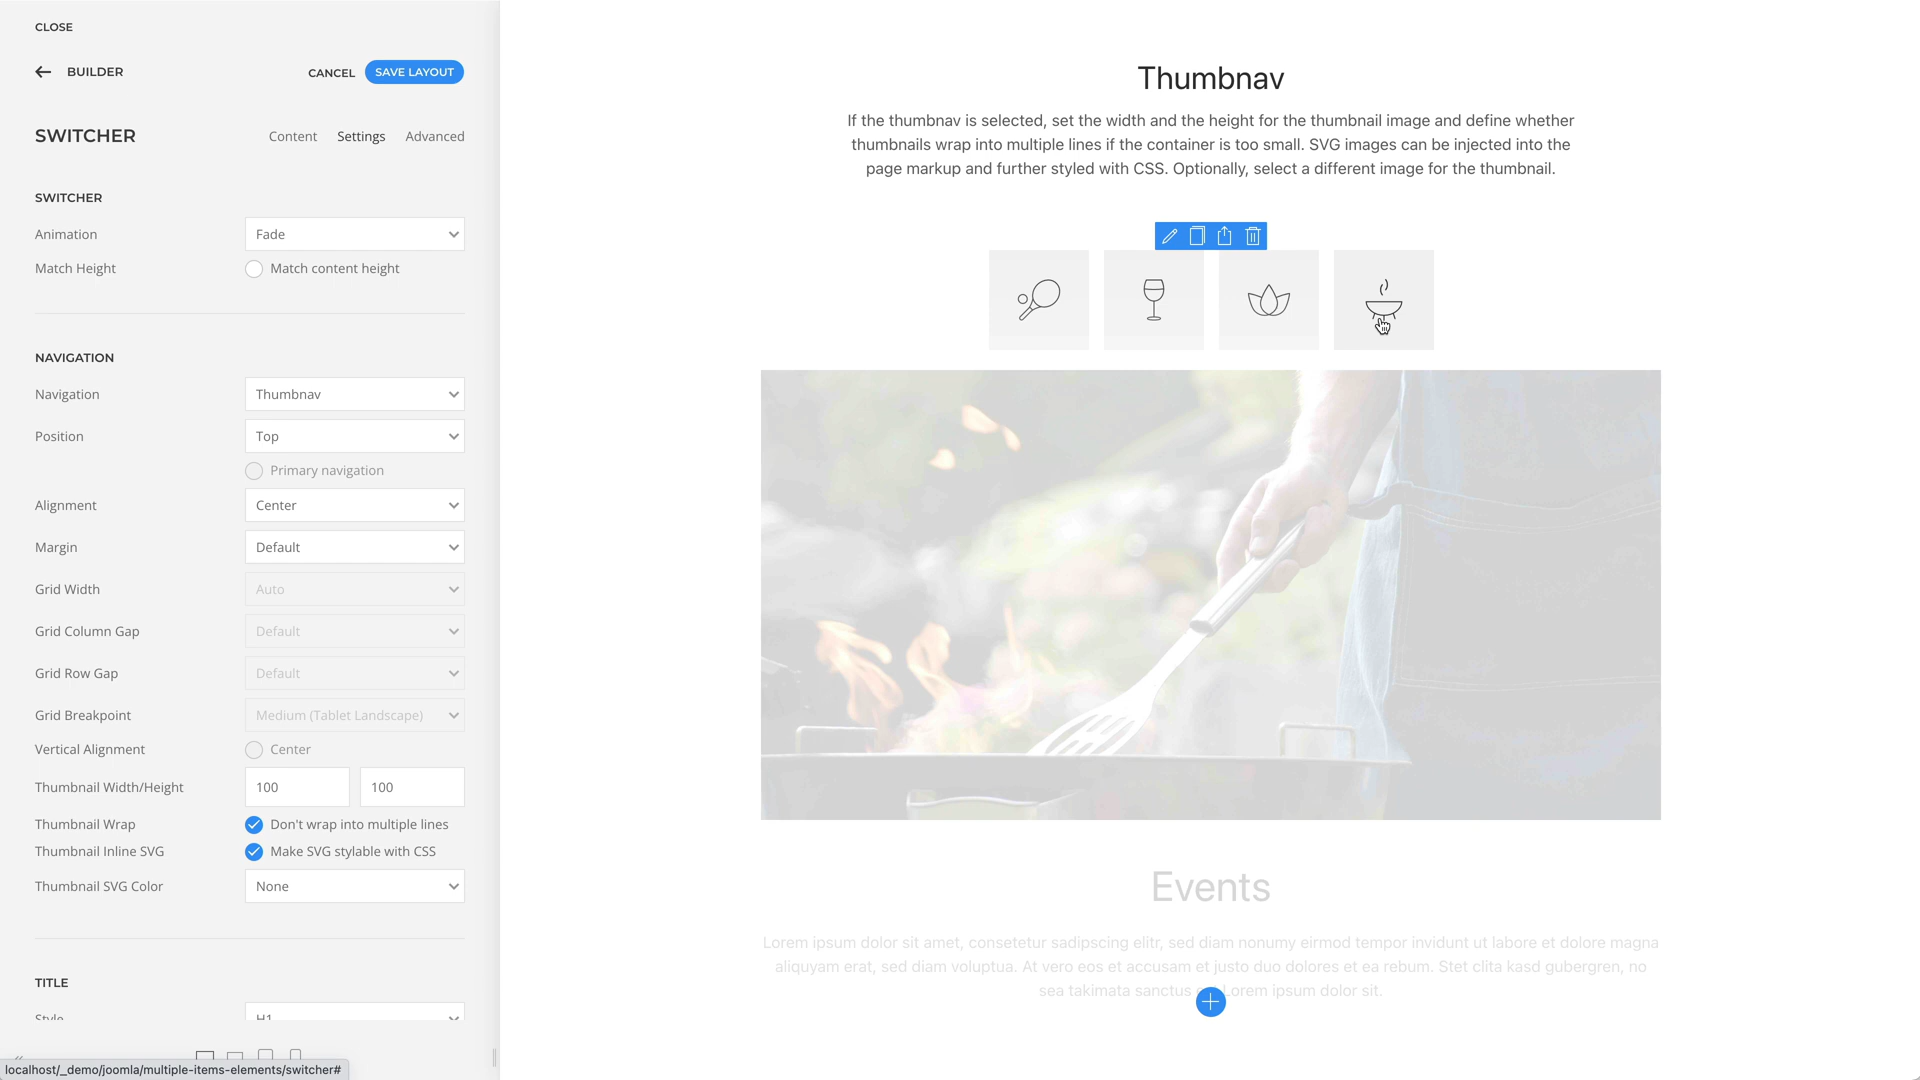 CLOSE
BUILDER
CANCEL
SAVE LAYOUT
SWITCHER
Content
Settings
Advanced
SWITCHER
Animation
Fade
Match Height
Match content height
NAVIGATION
Navigation
Thumbnav
Position
Top
Primary navigation
Alignment
Center
Margin
Default
Grid Width
Auto
Grid Column Gap
Default
Grid Row Gap
Default
Grid Breakpoint
Medium (Tablet Landscape)
Vertical Alignment
Center
Thumbnail Width/Height
100
100
Thumbnail Wrap
Don't wrap into multiple lines
Thumbnail Inline SVG
Make SVG stylable with CSS
Thumbnail SVG Color
None
TITLE
Style
H1
localhost/_demo/joomla/multiple-items-elements/switcher#
Thumbnav
If the thumbnav is selected, set the width and the height for the thumbnail image and define whether
thumbnails wrap into multiple lines if the container is too small. SVG images can be injected into the
page markup and further styled with CSS. Optionally, select a different image for the thumbnail.
Events
Lorem ipsum dolor sit amet, consetetur sadipscing elitr, sed diam nonumy eirmod tempor invidunt ut labore et dolore magna
aliquyam erat, sed diam voluptua. At vero eos et accusam et justo duo dolores et ea rebum. Stet clita kasd gubergren, no
sea takimata sanctus Lorem ipsum dolor sit.